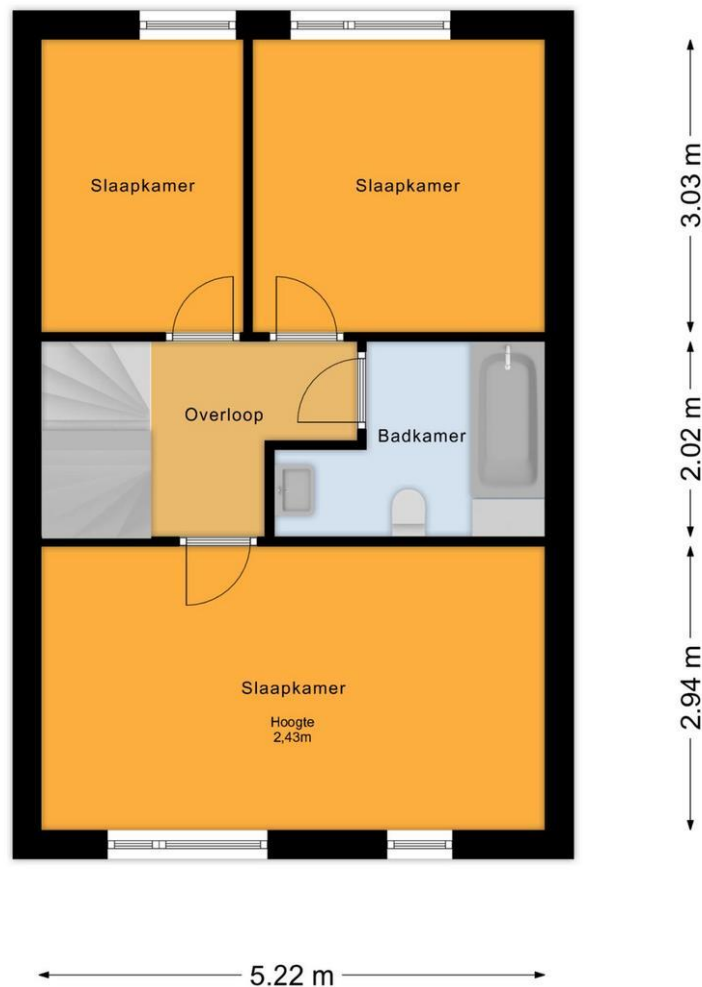 Slaapkamer
Slaapkamer
3.03 m
Overloop
Badkamer
2.02 m
Slaapkamer
Hoogte
2,43m
2.94 m
5.22 m